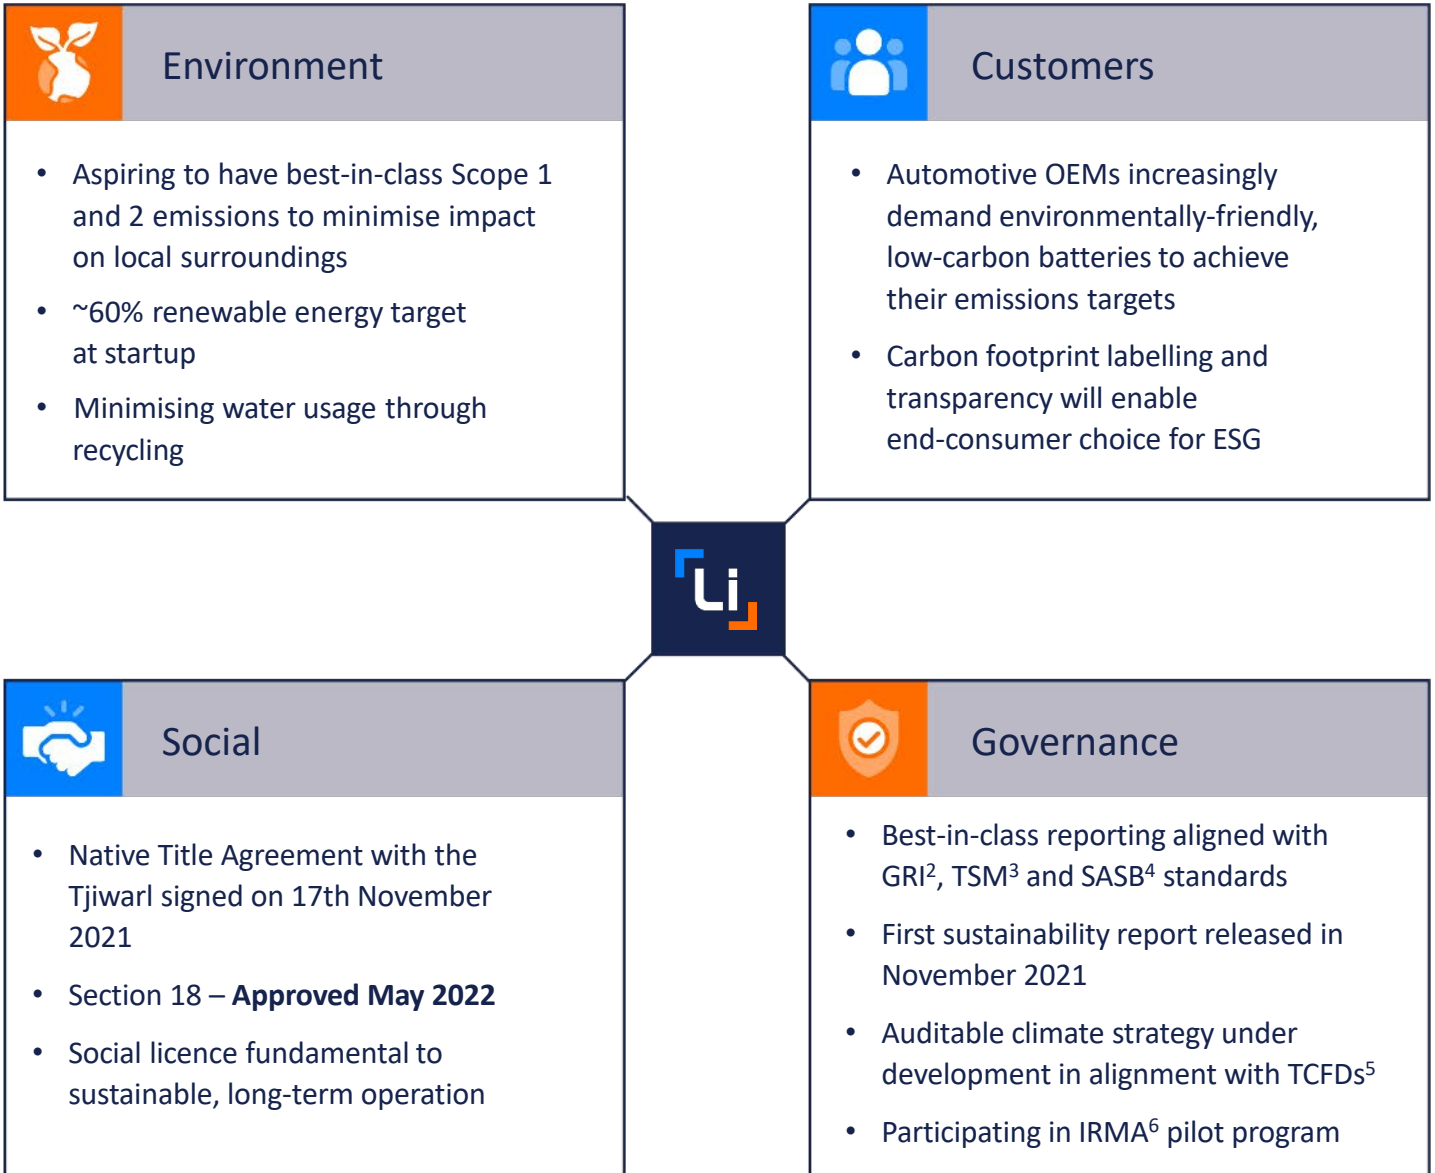 Environment
• Aspiring to have best-in-class Scope 1
and 2 emissions to minimise impact
on local surroundings
• ~60% renewable energy target
at startup
• Minimising water usage through
recycling
Customers
• Automotive OEMs increasingly
demand environmentally-friendly,
low-carbon batteries to achieve
their emissions targets
• Carbon footprint labelling and
transparency will enable
end-consumer choice for ESG
Li
Social
• Native Title Agreement with the
Tjiwarl signed on 17th November
2021
• Section 18 – Approved May 2022
• Social licence fundamental to
sustainable, long-term operation
Governance
• Best-in-class reporting aligned with
GRI², TSM³ and SASB⁴ standards
• First sustainability report released in
November 2021
• Auditable climate strategy under
development in alignment with TCFDs⁵
• Participating in IRMA⁶ pilot program